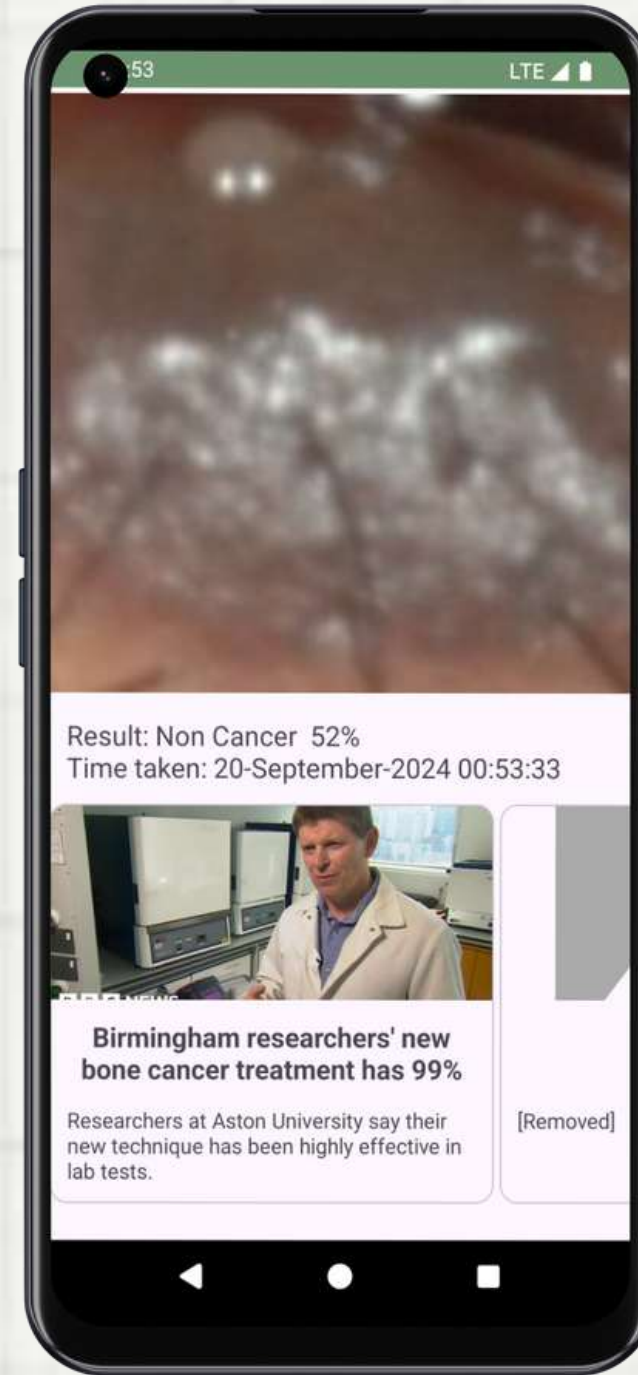 :53
LTE
Result: Non Cancer 52%
Time taken: 20-September-2024 00:53:33
Birmingham researchers' new
bone cancer treatment has 99%
Researchers at Aston University say their
new technique has been highly effective in
lab tests.
[Removed]